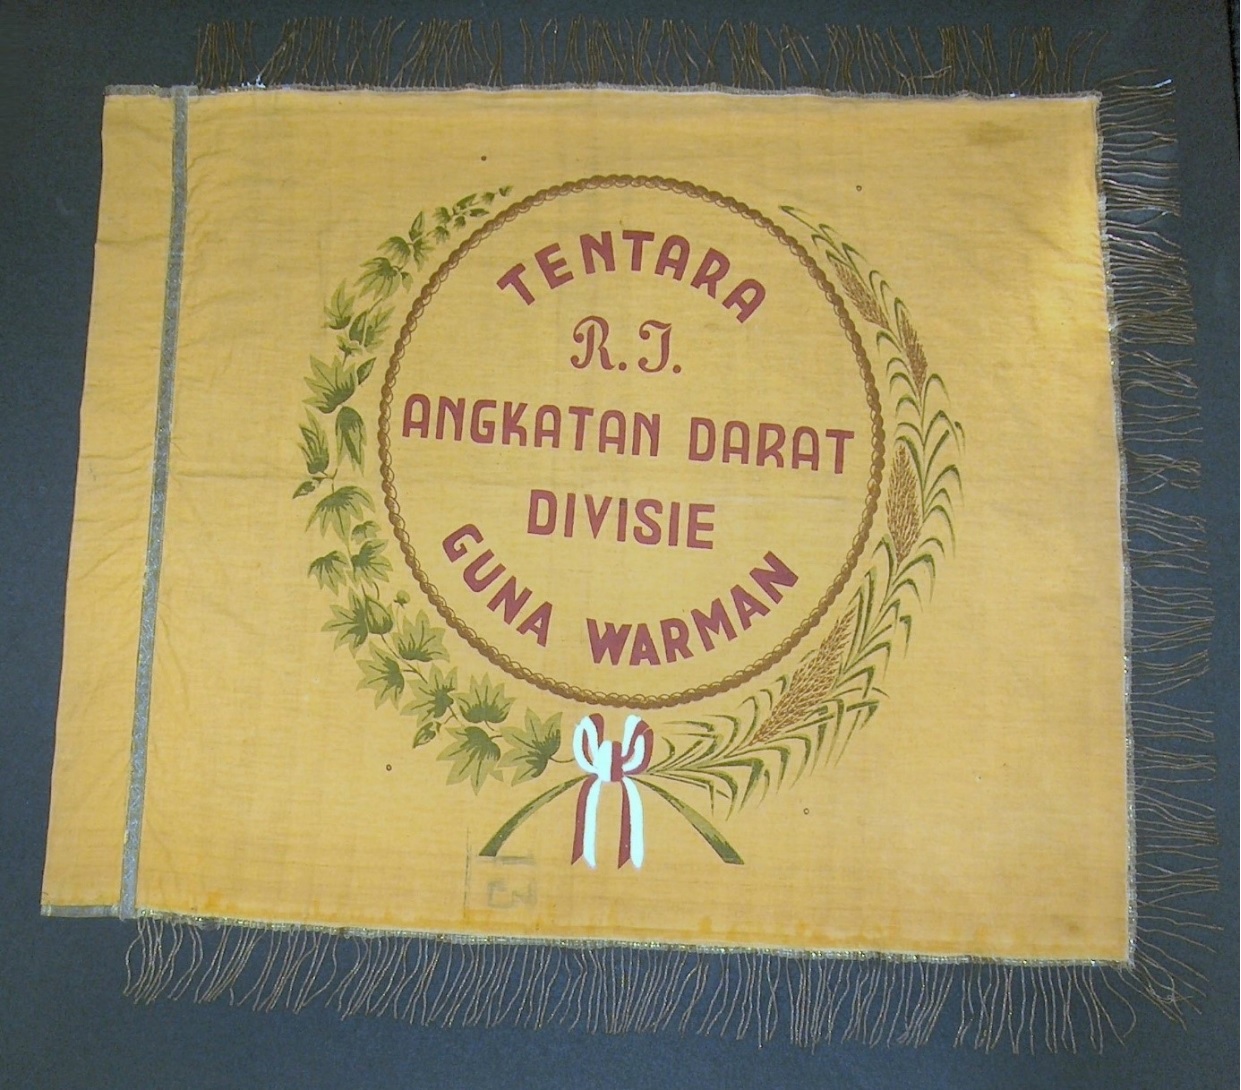 TENTARA
R.I.
ANGKATAN DARAT
DIVISIE
GUNA WARMAN